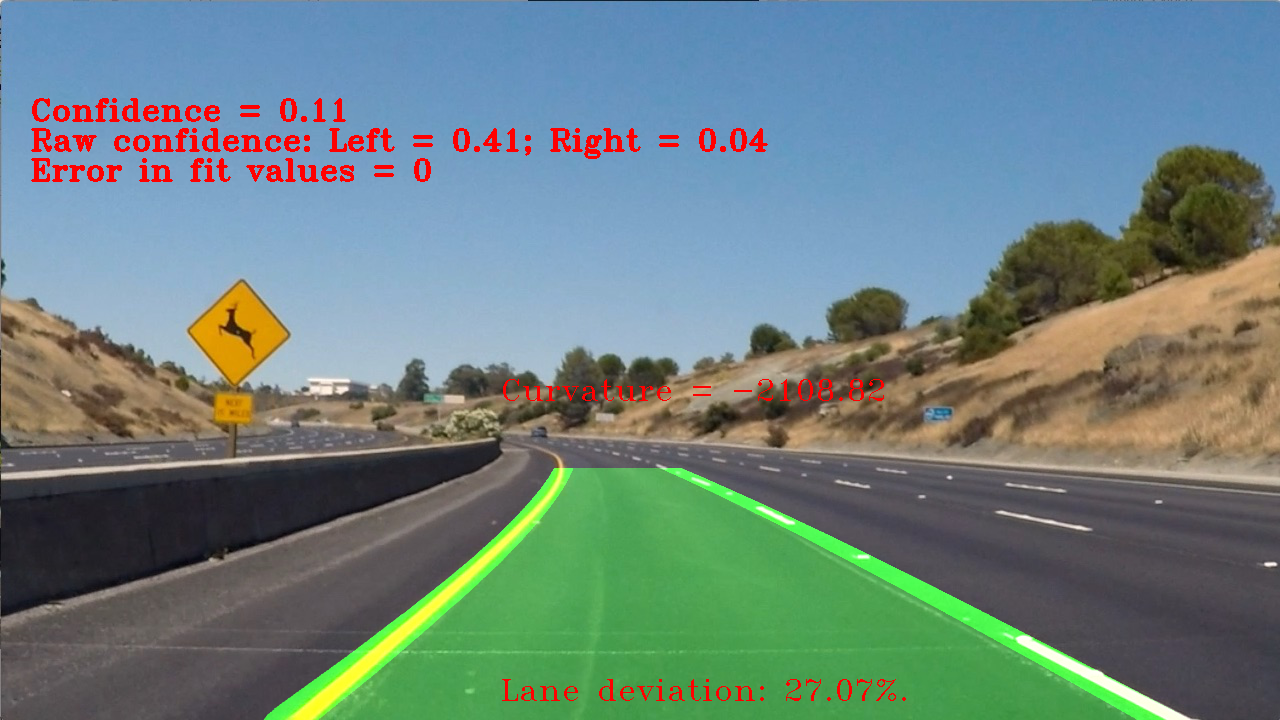 Confidence = 0.11
Raw confidence: Left = 0.41; Right = 0.04
Error in fit values = 0
Curvature = −2108.82
NEXT
Lane deviation: 27.07%.